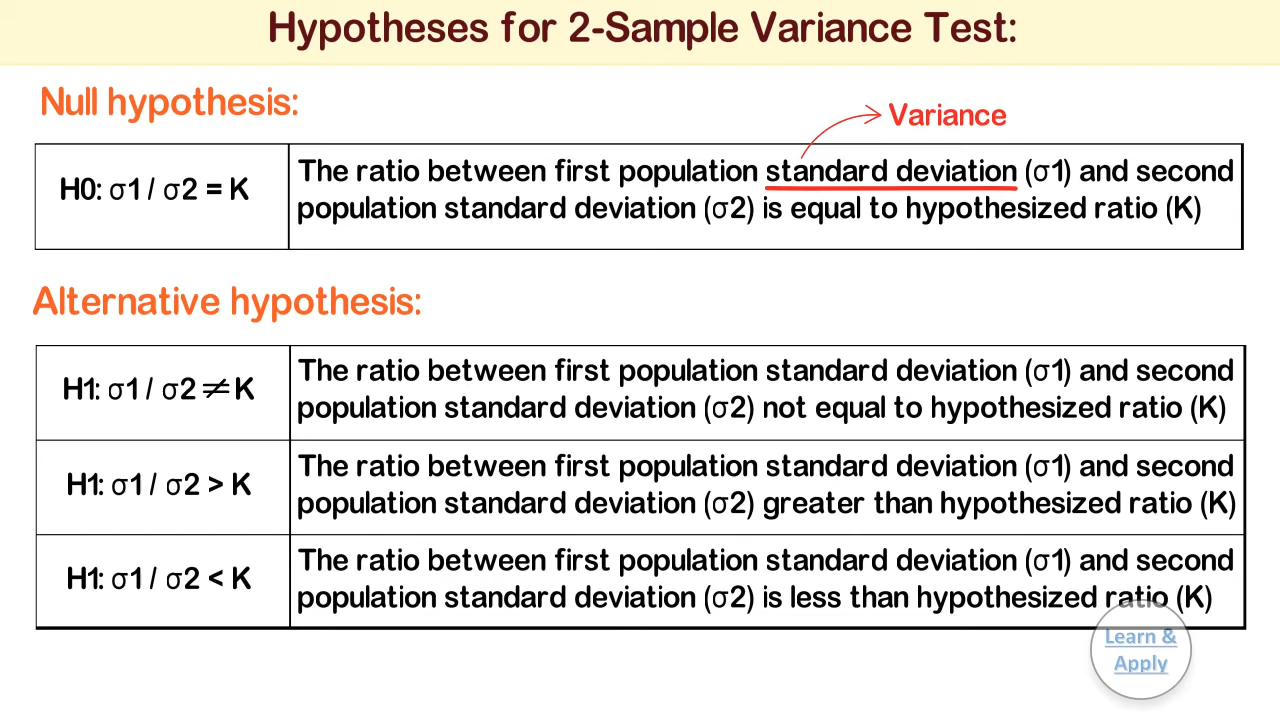 Hypotheses for 2-Sample Variance Test:
Null hypothesis:
Variance
H0: σ1 / σ2 = K
The ratio between first population standard deviation (σ1) and second
population standard deviation (σ2) is equal to hypothesized ratio (K)
Alternative hypothesis:
H1: σ1 / σ2 ≠ K
The ratio between first population standard deviation (σ1) and second
population standard deviation (σ2) not equal to hypothesized ratio (K)
H1: σ1 / σ2 > K
The ratio between first population standard deviation (σ1) and second
population standard deviation (σ2) greater than hypothesized ratio (K)
H1: σ1 / σ2 < K
The ratio between first population standard deviation (σ1) and second
population standard deviation (σ2) is less than hypothesized ratio (K)
Learn &
Apply